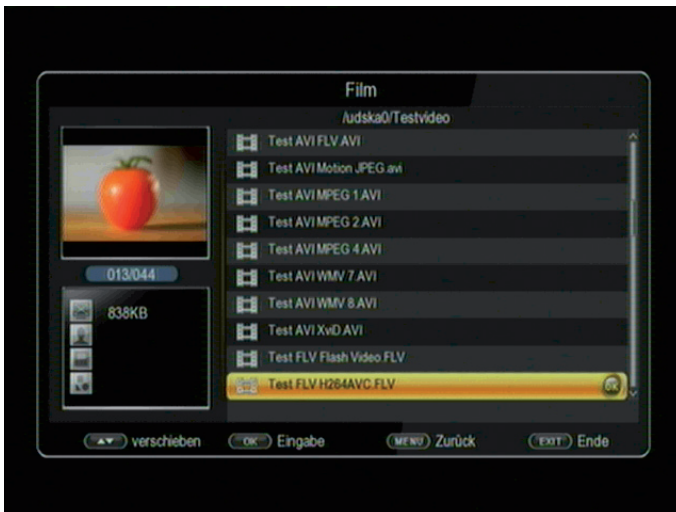 Film
/udska0/Testvideo
Test AVI FLV.AVI
Test AVI Motion JPEG.avi
Test AVI MPEG 1.AVI
Test AVI MPEG 2.AVI
Test AVI MPEG 4.AVI
Test AVI WMV 7.AVI
Test AVI WMV 8.AVI
Test AVI XviD.AVI
Test FLV Flash Video.FLV
Test FLV H264AVC.FLV OK
013/044
838KB
verschieben OK Eingabe MENU Zurück EXIT Ende